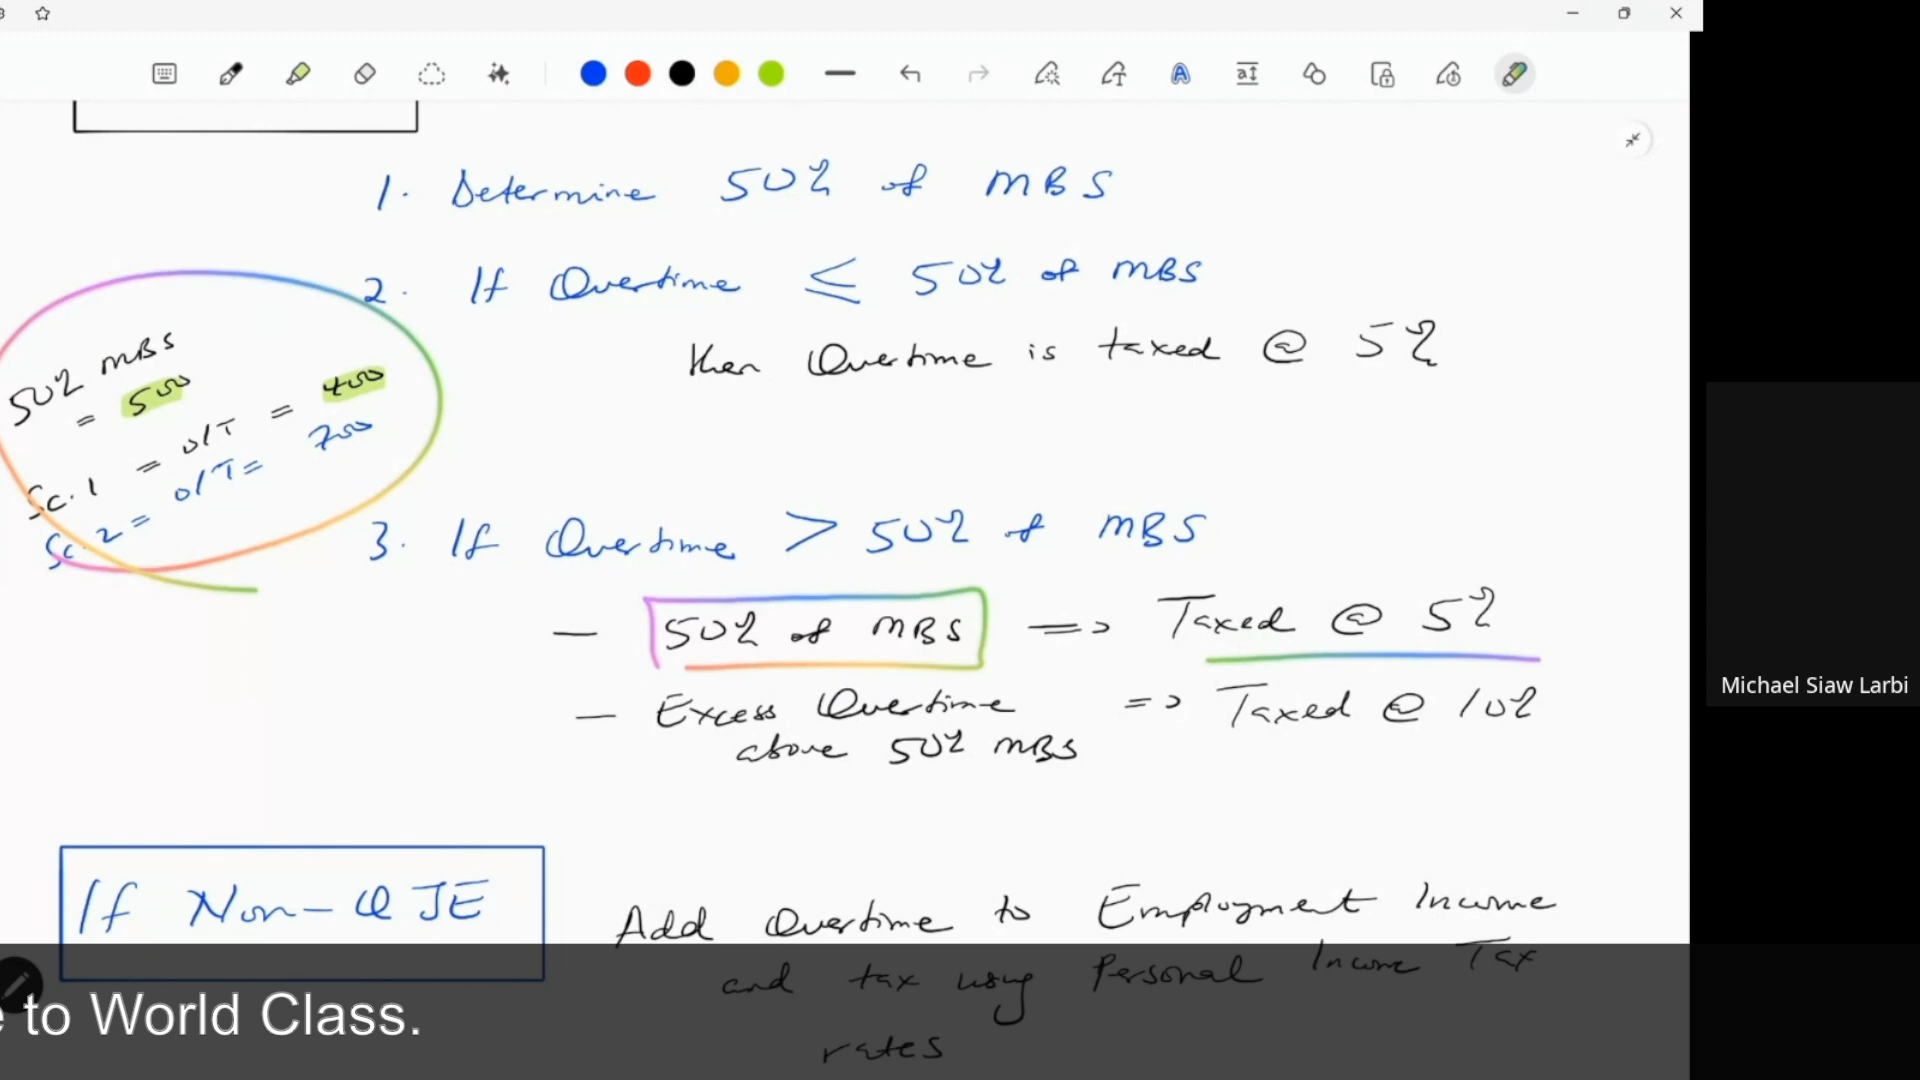 1. Determine 50% of MBS
2. If Overtime ≤ 50% of MBS
then Overtime is taxed @ 5%
50% MBS
= 500
Sc. 1 = O/T = 400
Sc. 2 = O/T = 700
3. If Overtime > 50% of MBS
— 50% of MBS => Taxed @ 5%
— Excess Overtime => Taxed @ 10%
above 50% MBS
Michael Siaw Larbi
If Non-QJE
Add Overtime to Employment Income
and tax using Personal Income Tax
rates
to World Class.